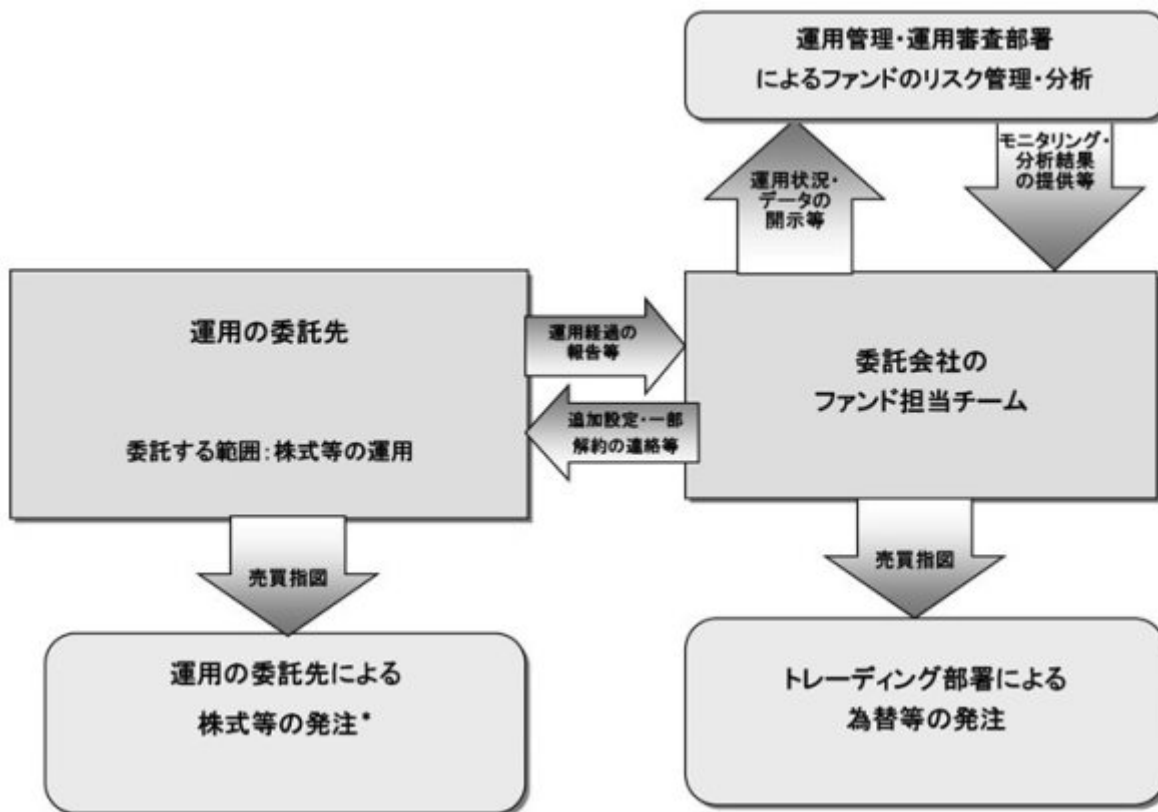 運用管理・運用審査部署
によるファンドのリスク管理・分析
運用状況・
データの
開示等
モニタリング・
分析結果
の提供等
運用の委託先
委託する範囲：株式等の運用
運用経過の
報告等
追加設定・一部
解約の連絡等
委託会社の
ファンド担当チーム
売買指図
売買指図
運用の委託先による
株式等の発注*
トレーディング部署による
為替等の発注